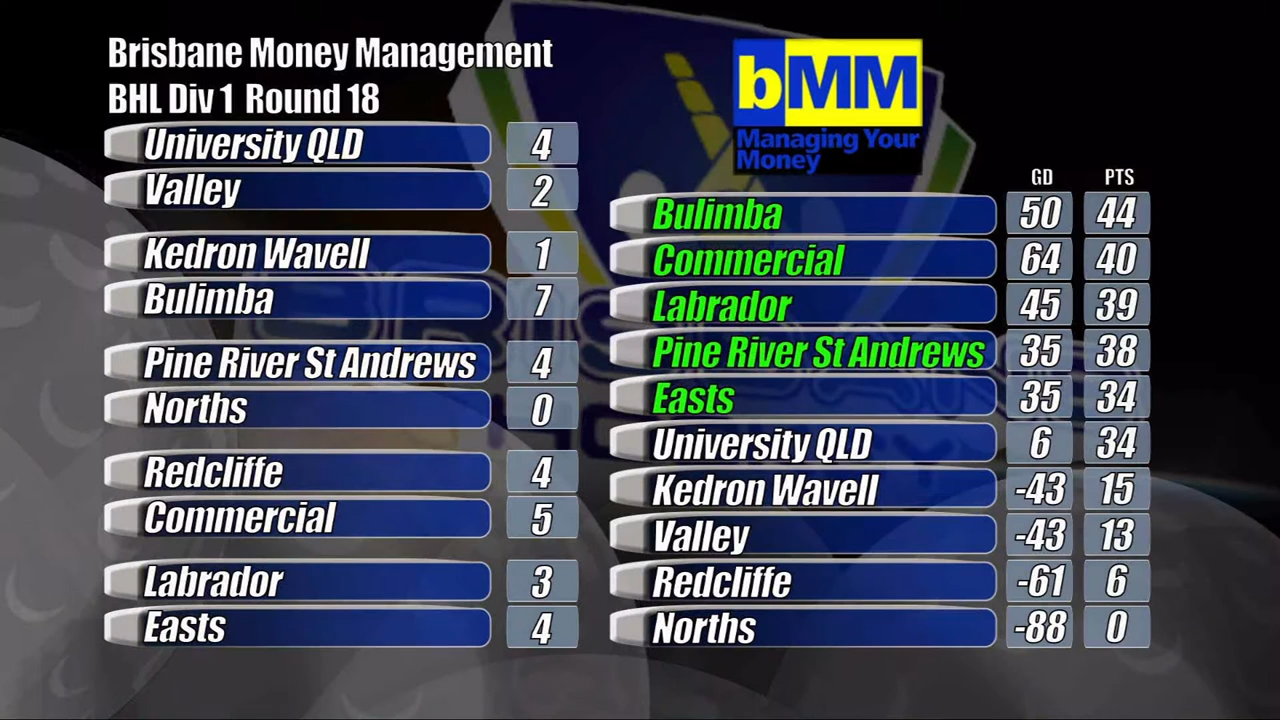 Brisbane Money Management
BHL Div 1 Round 18
University QLD 4
Valley 2
Kedron Wavell 1
Bulimba 7
Pine River St Andrews 4
Norths 0
Redcliffe 4
Commercial 5
Labrador 3
Easts 4
bMM
Managing Your
Money
GD PTS
Bulimba 50 44
Commercial 64 40
Labrador 45 39
Pine River St Andrews 35 38
Easts 35 34
University QLD 6 34
Kedron Wavell -43 15
Valley -43 13
Redcliffe -61 6
Norths -88 0